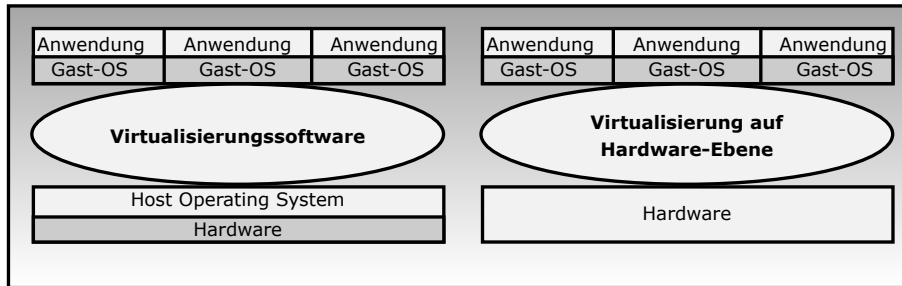 Anwendung Anwendung Anwendung
Gast-OS Gast-OS Gast-OS
Virtualisierungssoftware
Host Operating System
Hardware
Anwendung Anwendung Anwendung
Gast-OS Gast-OS Gast-OS
Virtualisierung auf
Hardware-Ebene
Hardware